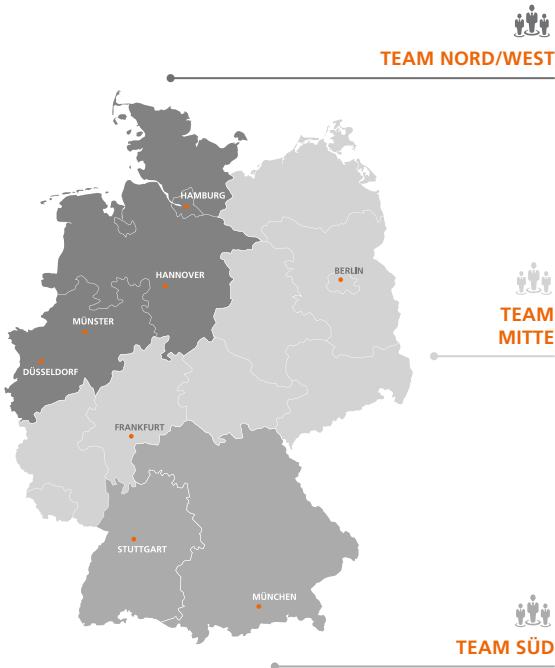 TEAM NORD/WEST
HAMBURG
HANNOVER
BERLIN
MÜNSTER
TEAM
MITTE
DÜSSELDORF
FRANKFURT
STUTTGART
MÜNCHEN
TEAM SÜD